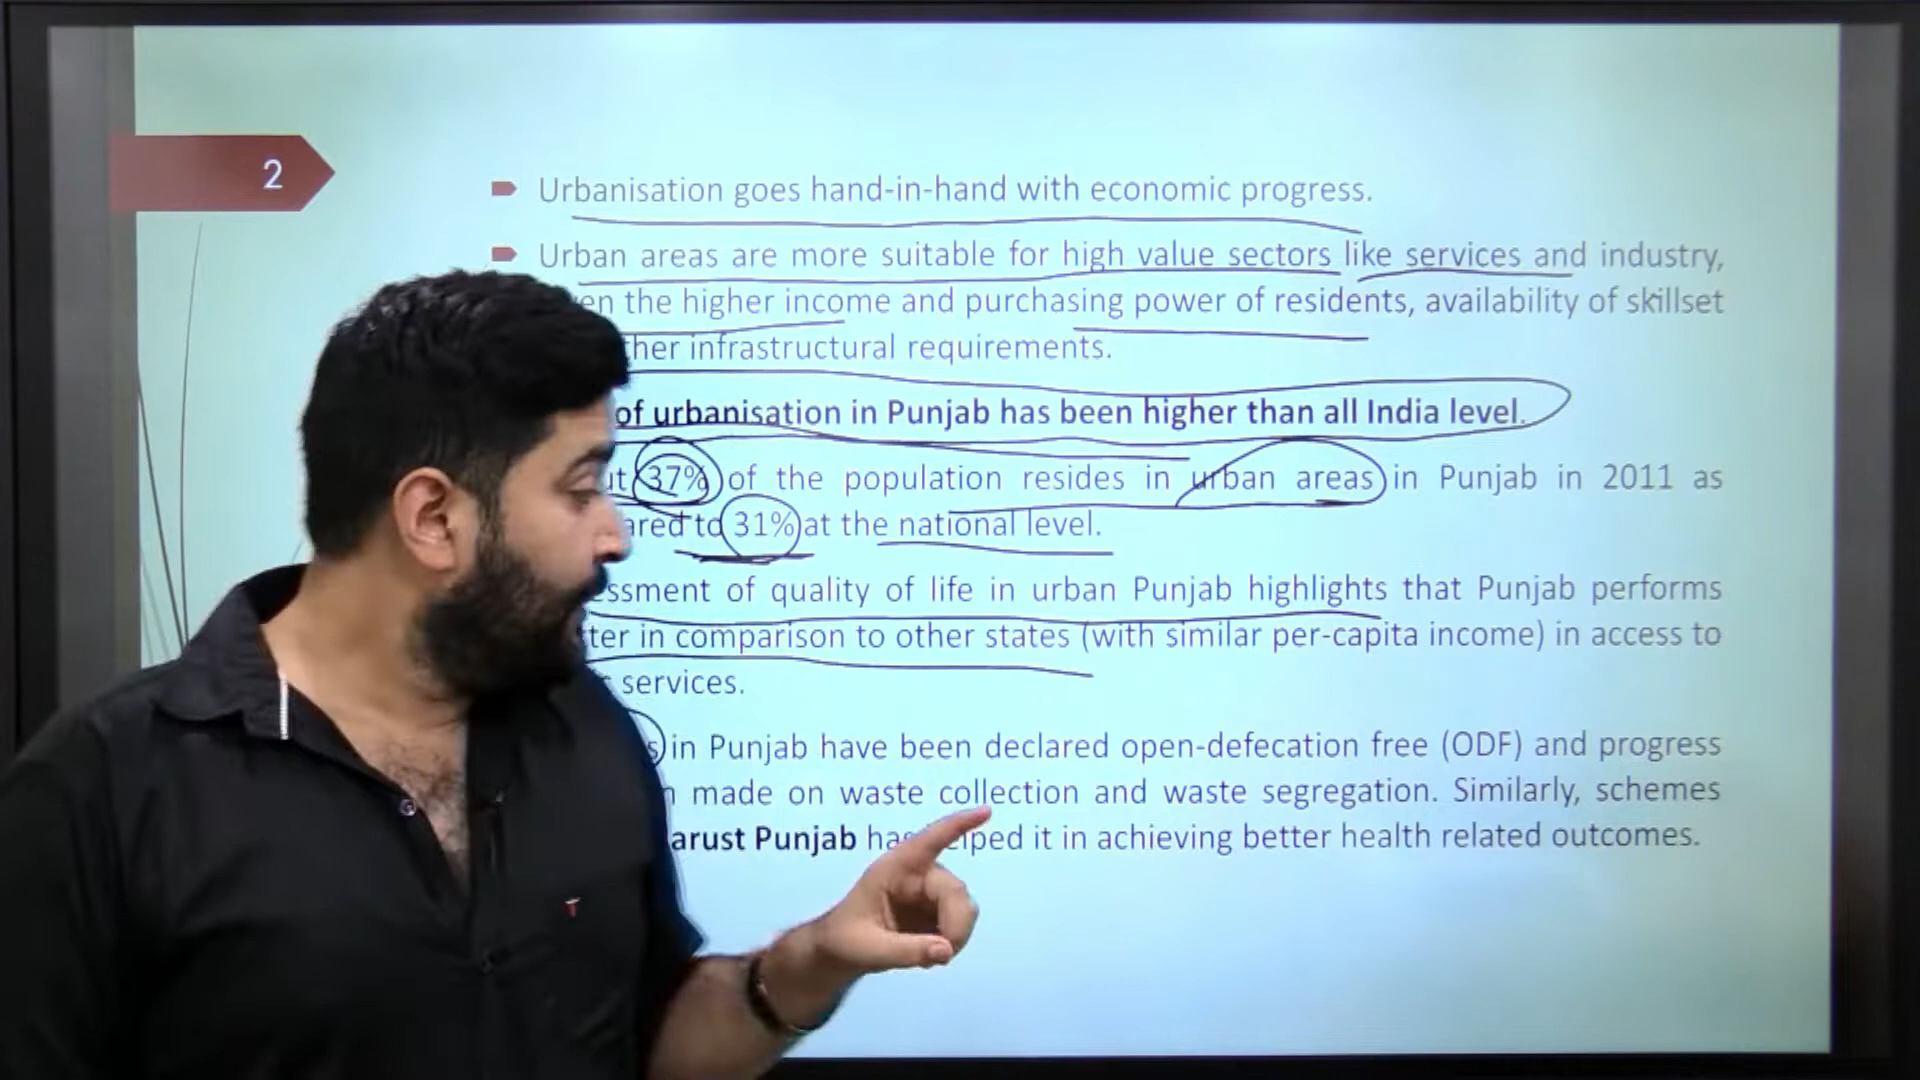 2
Urbanisation goes hand-in-hand with economic progress.
Urban areas are more suitable for high value sectors like services and industry,
the higher income and purchasing power of residents, availability of skillset
infrastructural requirements.
of urbanisation in Punjab has been higher than all India level.
37% of the population resides in urban areas in Punjab in 2011 as
to 31% at the national level.
of quality of life in urban Punjab highlights that Punjab performs
in comparison to other states (with similar per-capita income) in access to
services.
in Punjab have been declared open-defecation free (ODF) and progress
made on waste collection and waste segregation. Similarly, schemes
Punjab it in achieving better health related outcomes.